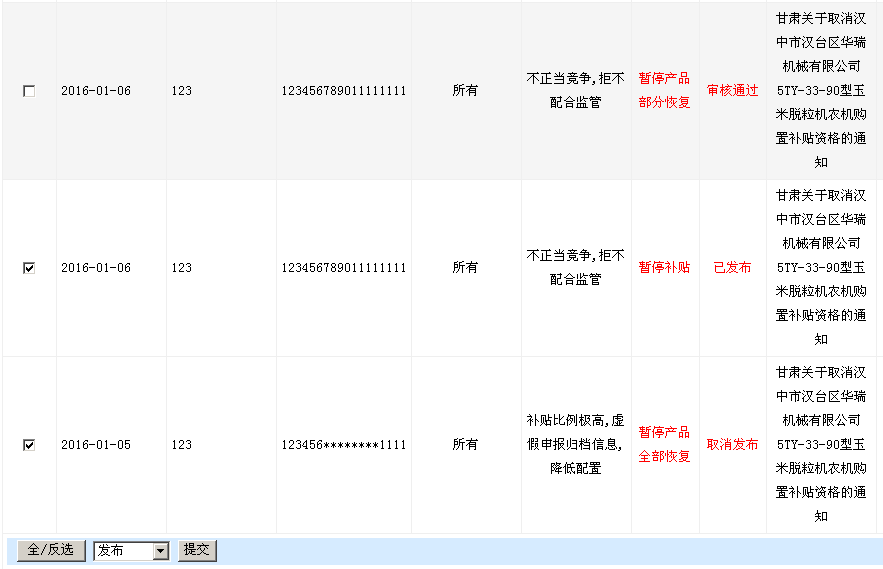 2016-01-06
123
123456789011111111
所有
不正当竞争,拒不
配合监管
暂停产品
部分恢复
审核通过
甘肃关于取消汉
中市汉台区华瑞
机械有限公司
5TY-33-90型玉
米脱粒机农机购
置补贴资格的通
知
2016-01-06
123
123456789011111111
所有
不正当竞争,拒不
配合监管
暂停补贴
已发布
甘肃关于取消汉
中市汉台区华瑞
机械有限公司
5TY-33-90型玉
米脱粒机农机购
置补贴资格的通
知
2016-01-05
123
123456********1111
所有
补贴比例极高,虚
假申报归档信息,
降低配置
暂停产品
全部恢复
取消发布
甘肃关于取消汉
中市汉台区华瑞
机械有限公司
5TY-33-90型玉
米脱粒机农机购
置补贴资格的通
知
全/反选
发布
提交